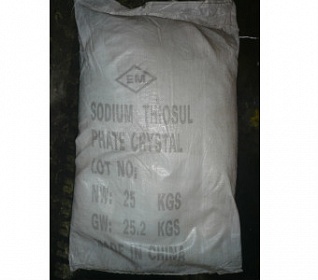 EM
SODIUM THIOSUL
PHATE CRYSTAL
LOT NO:
NW: 25 KGS
GW: 25.2 KGS
MADE IN CHINA